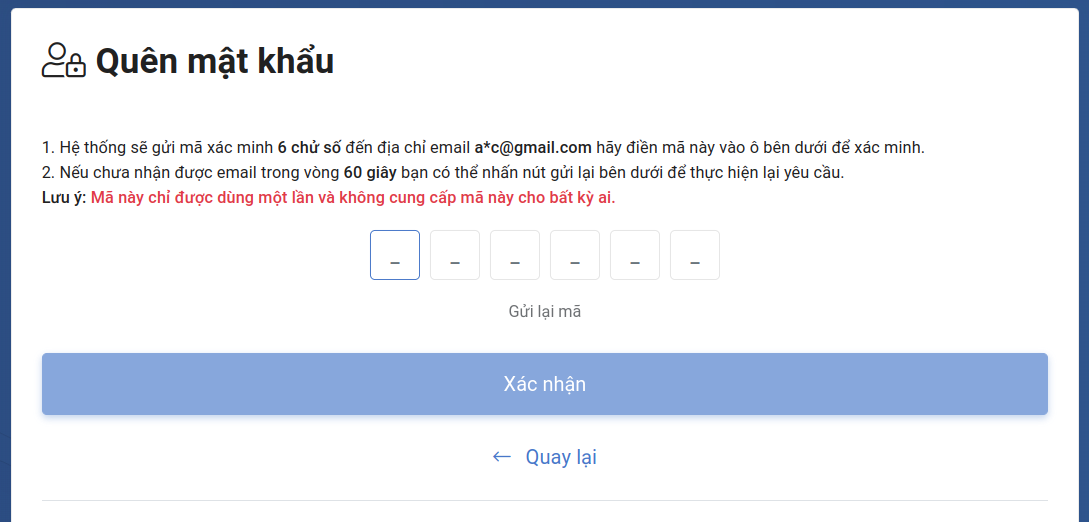 Quên mật khẩu
1. Hệ thống sẽ gửi mã xác minh 6 chử số đến địa chỉ email a*c@gmail.com hãy điền mã này vào ô bên dưới để xác minh.
2. Nếu chưa nhận được email trong vòng 60 giây bạn có thể nhấn nút gửi lại bên dưới để thực hiện lại yêu cầu.
Lưu ý: Mã này chỉ được dùng một lần và không cung cấp mã này cho bất kỳ ai.
_ _ _ _ _ _
Gửi lại mã
Xác nhận
← Quay lại